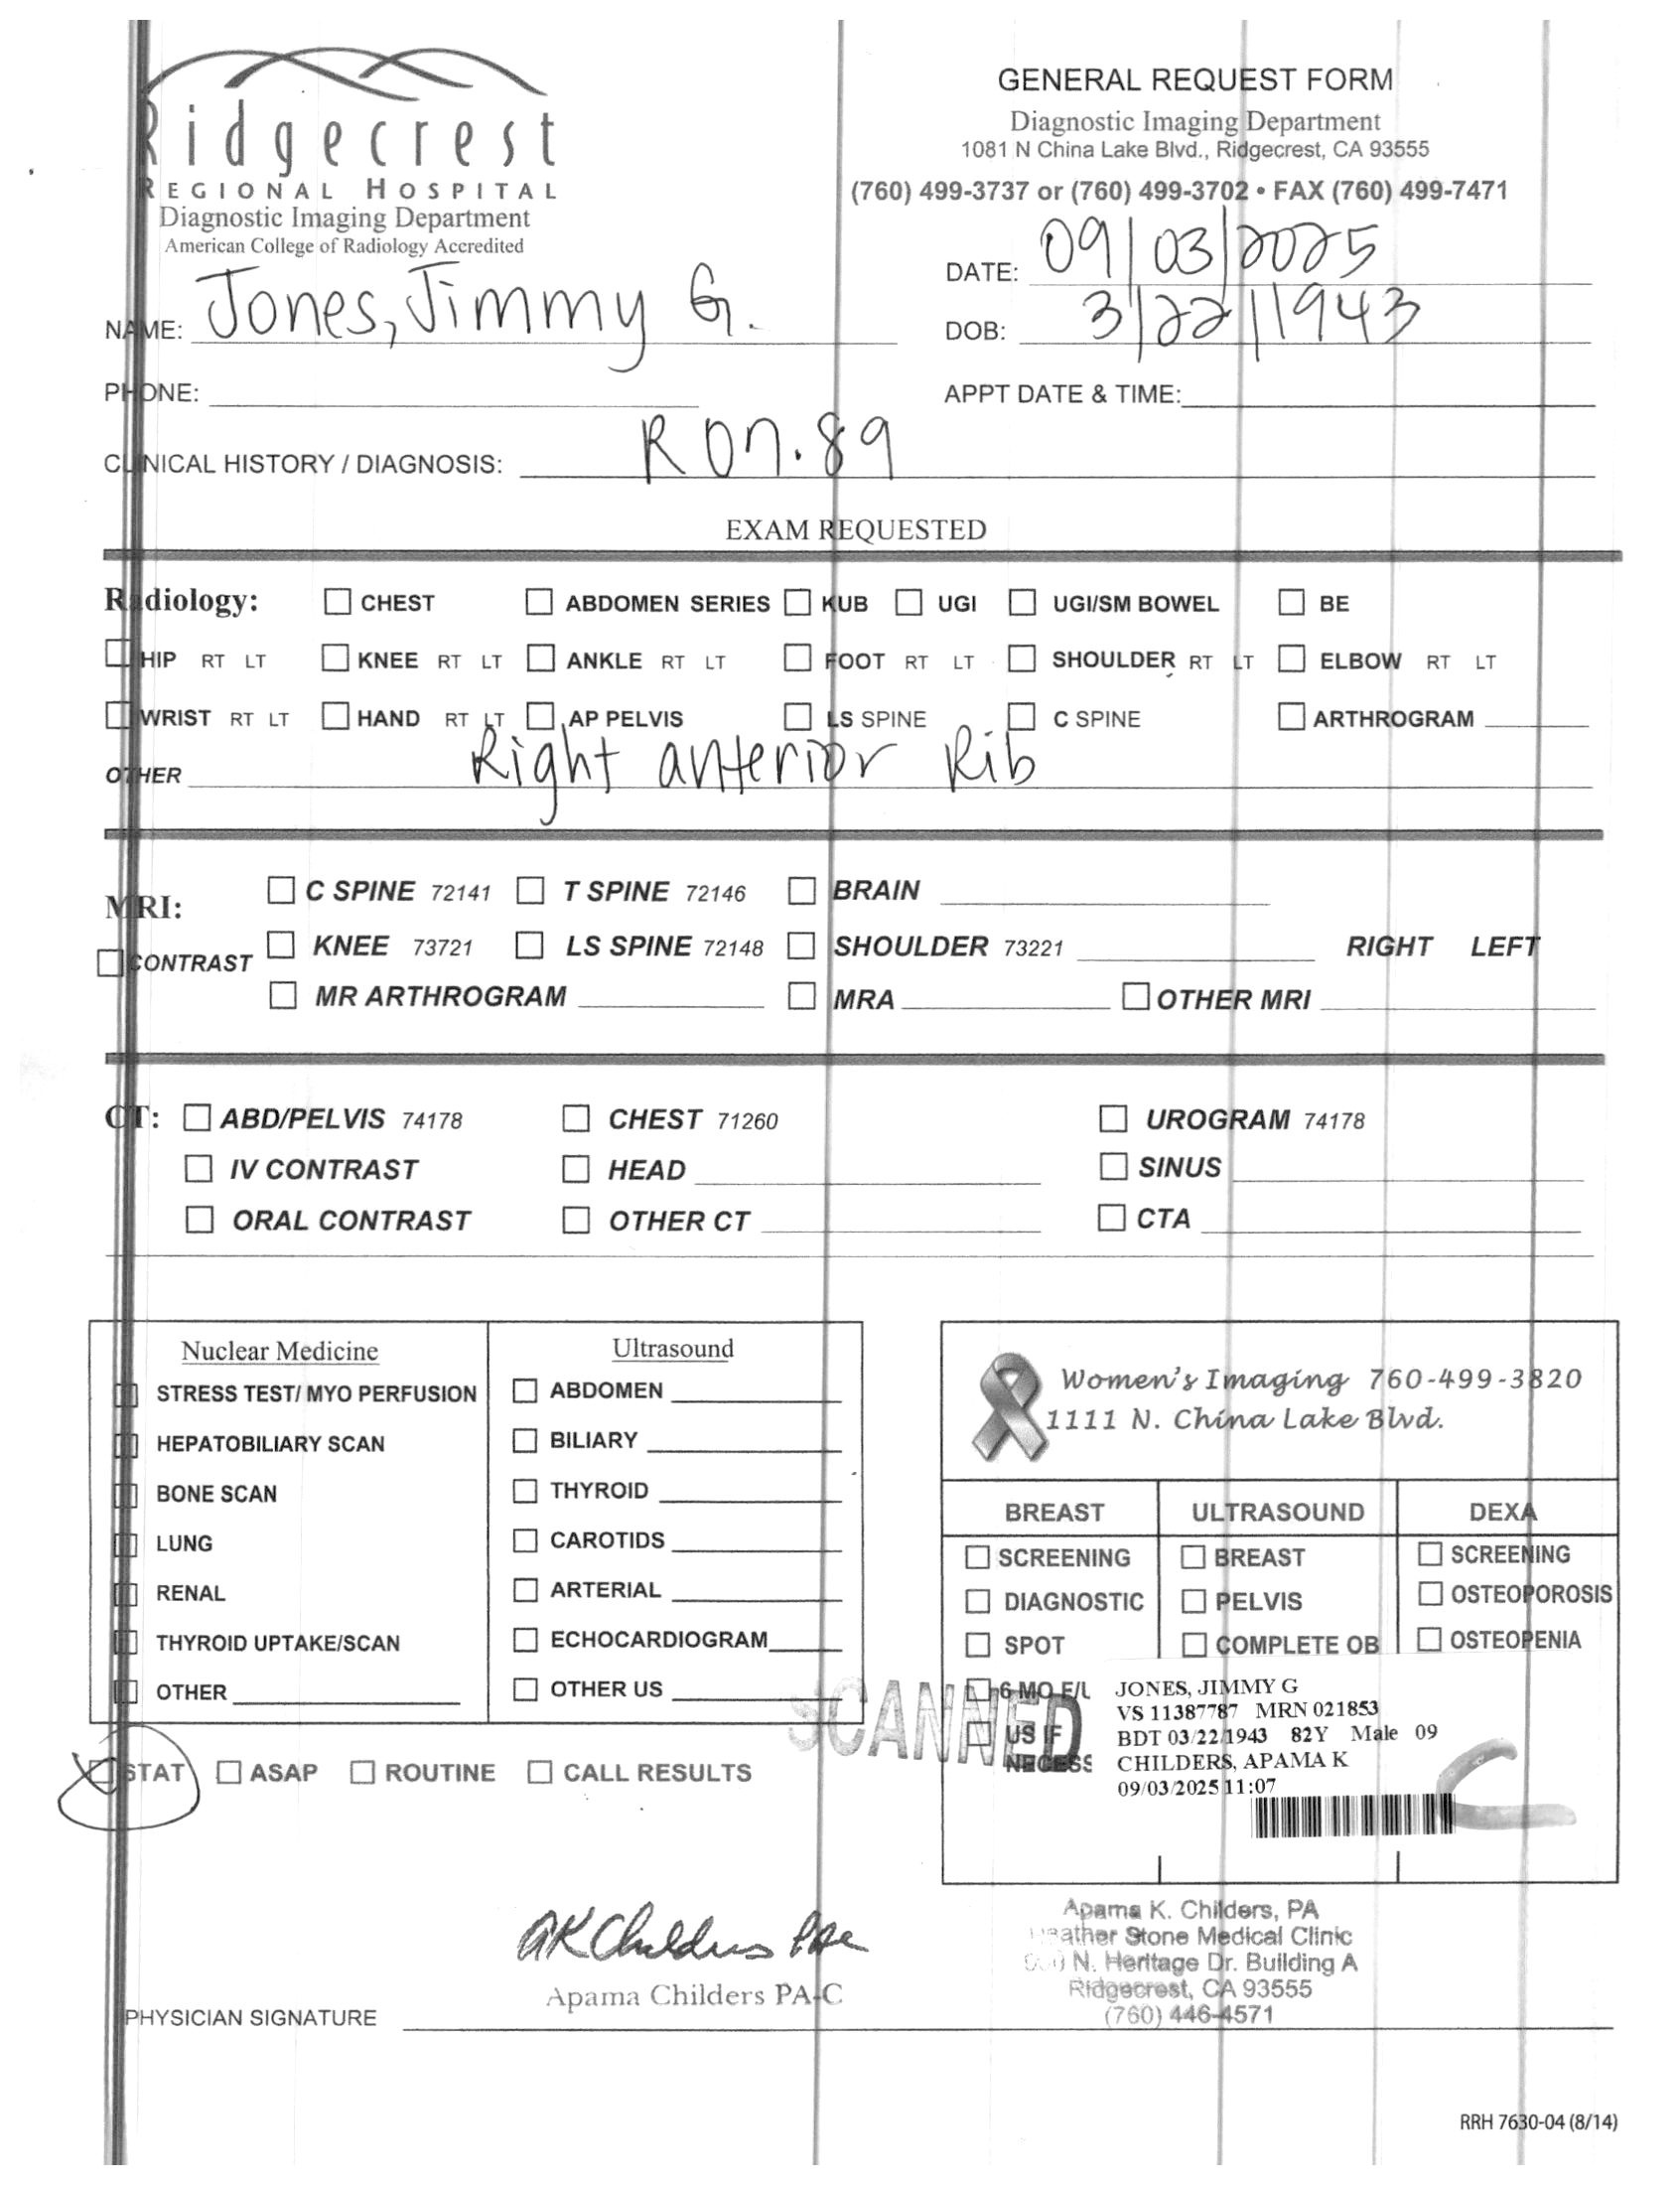 Ridgecrest
REGIONAL HOSPITAL
Diagnostic Imaging Department
American College of Radiology Accredited
GENERAL REQUEST FORM
Diagnostic Imaging Department
1081 N China Lake Blvd., Ridgecrest, CA 93555
(760) 499-3737 or (760) 499-3702 • FAX (760) 499-7471
DATE: 09/03/2025
NAME: Jones, Jimmy G.
DOB: 3/22/1943
PHONE:
APPT DATE & TIME:
CLINICAL HISTORY / DIAGNOSIS: R07.89
EXAM REQUESTED
Radiology: CHEST ABDOMEN SERIES KUB UGI UGI/SM BOWEL BE
HIP RT LT KNEE RT LT ANKLE RT LT FOOT RT LT SHOULDER RT LT ELBOW RT LT
WRIST RT LT HAND RT LT AP PELVIS LS SPINE C SPINE ARTHROGRAM
OTHER Right anterior Rib
MRI: C SPINE 72141 T SPINE 72146 BRAIN
CONTRAST KNEE 73721 LS SPINE 72148 SHOULDER 73221 RIGHT LEFT
MR ARTHROGRAM MRA OTHER MRI
CT: ABD/PELVIS 74178 CHEST 71260 UROGRAM 74178
IV CONTRAST HEAD SINUS
ORAL CONTRAST OTHER CT CTA
Nuclear Medicine
STRESS TEST/ MYO PERFUSION
HEPATOBILIARY SCAN
BONE SCAN
LUNG
RENAL
THYROID UPTAKE/SCAN
OTHER
Ultrasound
ABDOMEN
BILIARY
THYROID
CAROTIDS
ARTERIAL
ECHOCARDIOGRAM
OTHER US
Women's Imaging 760-499-3820
1111 N. China Lake Blvd.
BREAST
SCREENING
DIAGNOSTIC
SPOT
6 MO F/U
US IF
NECESS
ULTRASOUND
BREAST
PELVIS
COMPLETE OB
DEXA
SCREENING
OSTEOPOROSIS
OSTEOPENIA
SCANNED
JONES, JIMMY G
VS 11387787 MRN 021853
BDT 03/22/1943 82Y Male 09
CHILDERS, APAMA K
09/03/2025 11:07
STAT ASAP ROUTINE CALL RESULTS
AK Childers PAc
Apama Childers PA-C
PHYSICIAN SIGNATURE
Apama K. Childers, PA
Heather Stone Medical Clinic
N. Heritage Dr. Building A
Ridgecrest, CA 93555
(760) 446-4571
RRH 7630-04 (8/14)